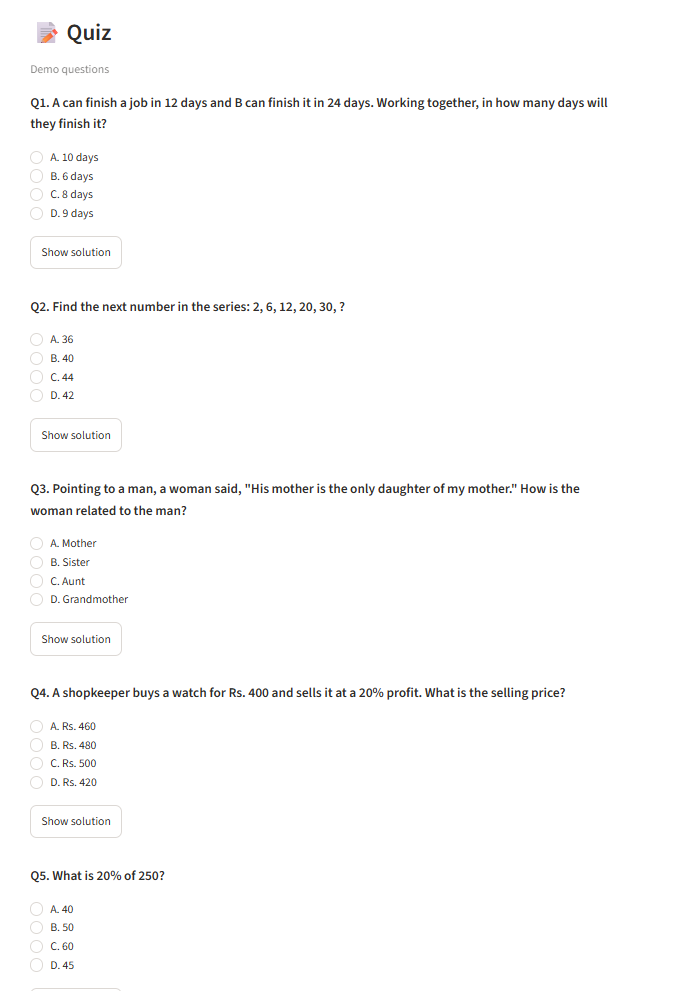 Quiz
Demo questions
Q1. A can finish a job in 12 days and B can finish it in 24 days. Working together, in how many days will
they finish it?
A. 10 days
B. 6 days
C. 8 days
D. 9 days
Show solution
Q2. Find the next number in the series: 2, 6, 12, 20, 30, ?
A. 36
B. 40
C. 44
D. 42
Show solution
Q3. Pointing to a man, a woman said, "His mother is the only daughter of my mother." How is the
woman related to the man?
A. Mother
B. Sister
C. Aunt
D. Grandmother
Show solution
Q4. A shopkeeper buys a watch for Rs. 400 and sells it at a 20% profit. What is the selling price?
A. Rs. 460
B. Rs. 480
C. Rs. 500
D. Rs. 420
Show solution
Q5. What is 20% of 250?
A. 40
B. 50
C. 60
D. 45